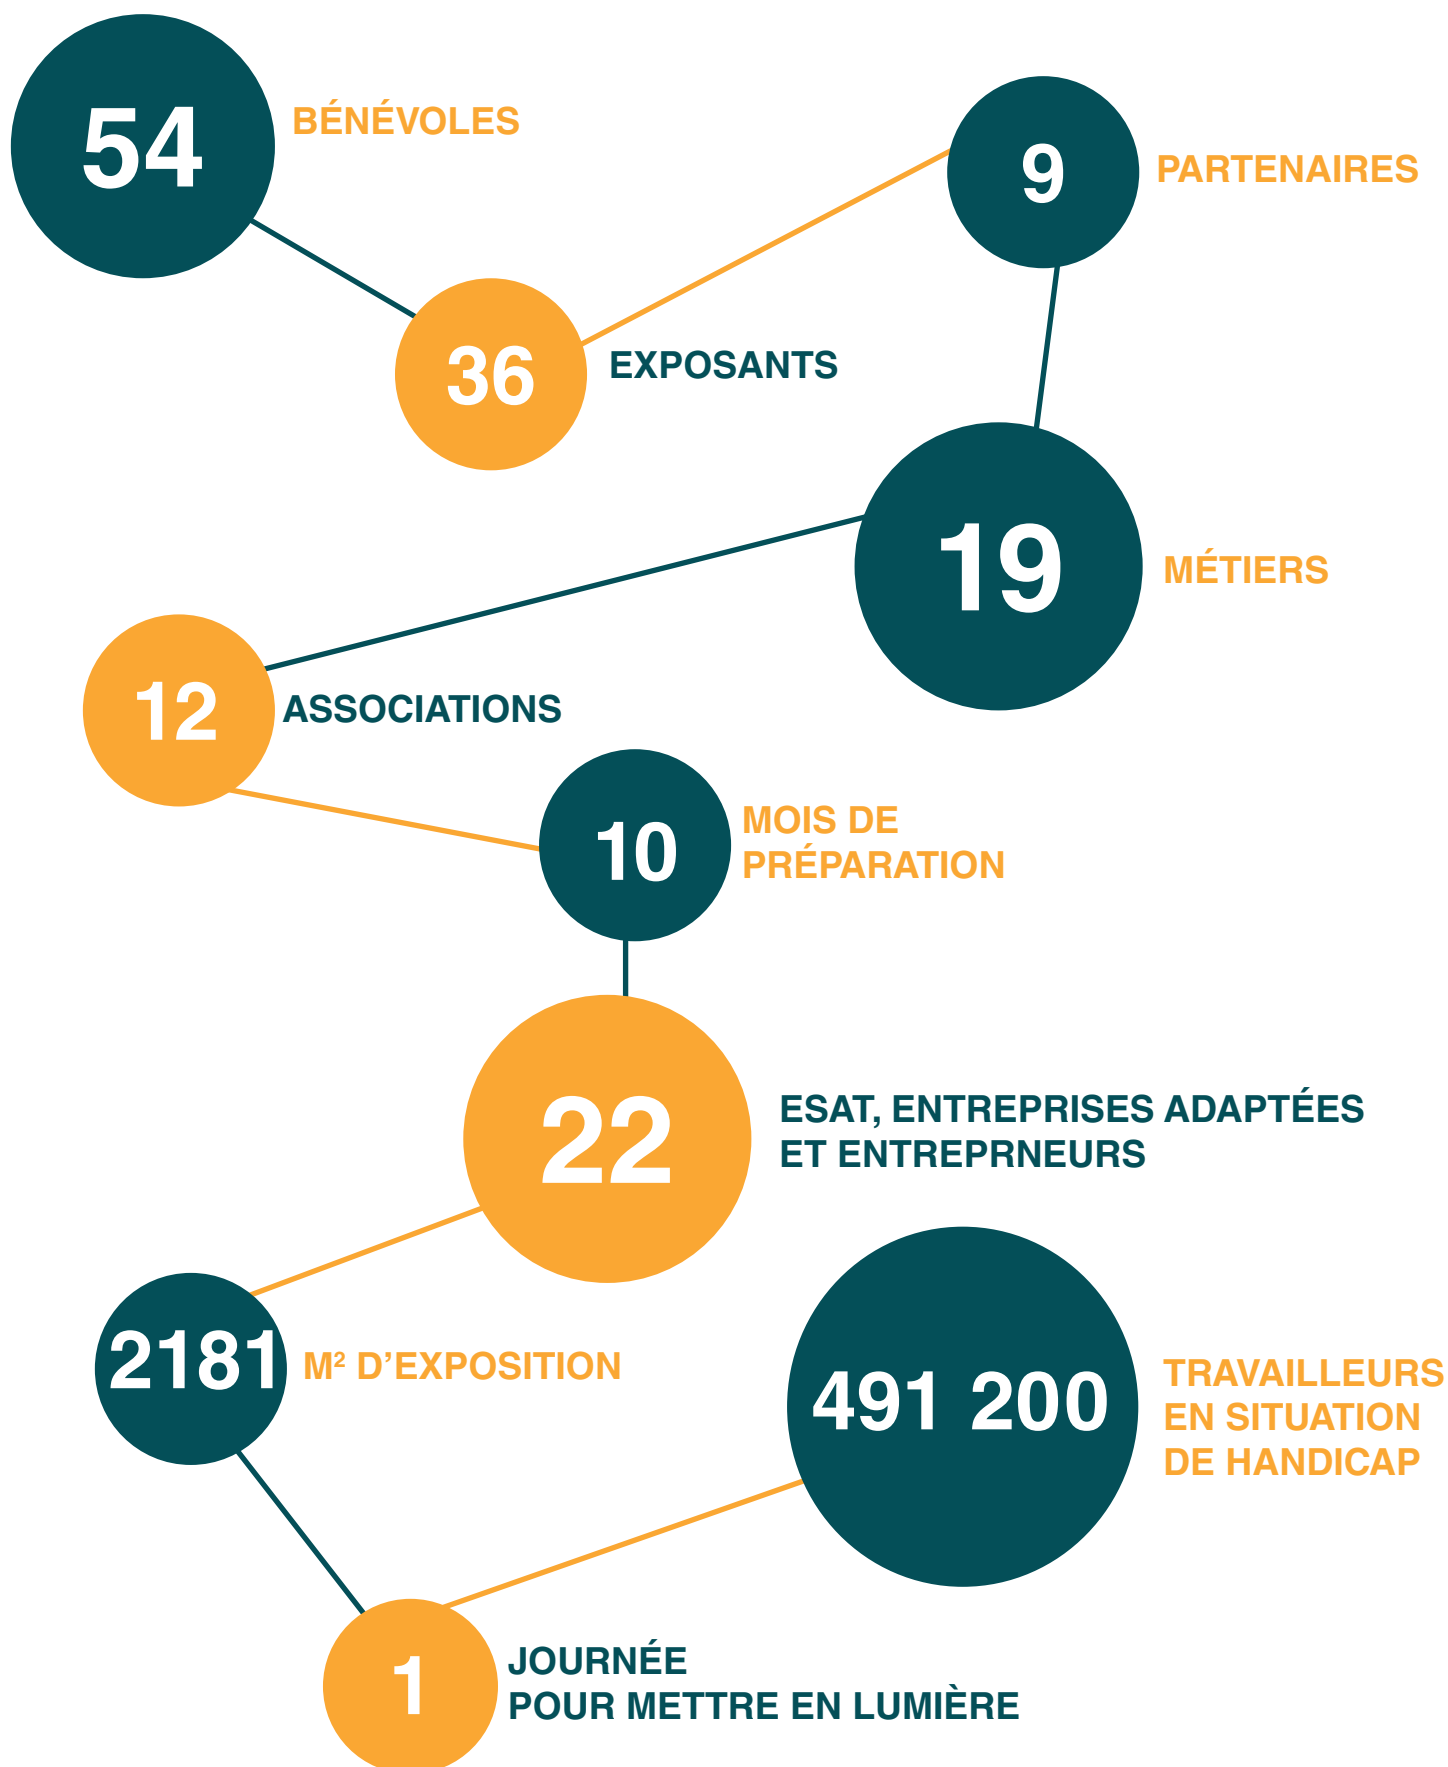 54
BÉNÉVOLES
9
PARTENAIRES
36
EXPOSANTS
19
MÉTIERS
12
ASSOCIATIONS
10
MOIS DE
PRÉPARATION
22
ESAT, ENTREPRISES ADAPTÉES
ET ENTREPRNEURS
2181
M² D’EXPOSITION
491 200
TRAVAILLEURS
EN SITUATION
DE HANDICAP
1
JOURNÉE
POUR METTRE EN LUMIÈRE